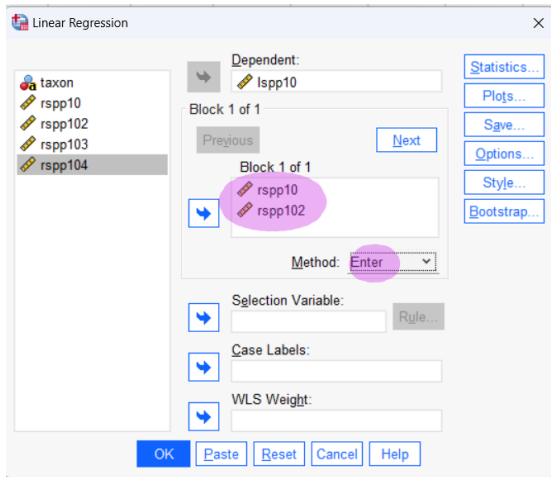 Linear Regression
taxon
rspp10
rspp102
rspp103
rspp104
Dependent:
lspp10
Block 1 of 1
Previous
Next
Block 1 of 1
rspp10
rspp102
Method: Enter
Selection Variable:
Rule...
Case Labels:
WLS Weight:
Statistics...
Plots...
Save...
Options...
Style...
Bootstrap...
OK Paste Reset Cancel Help